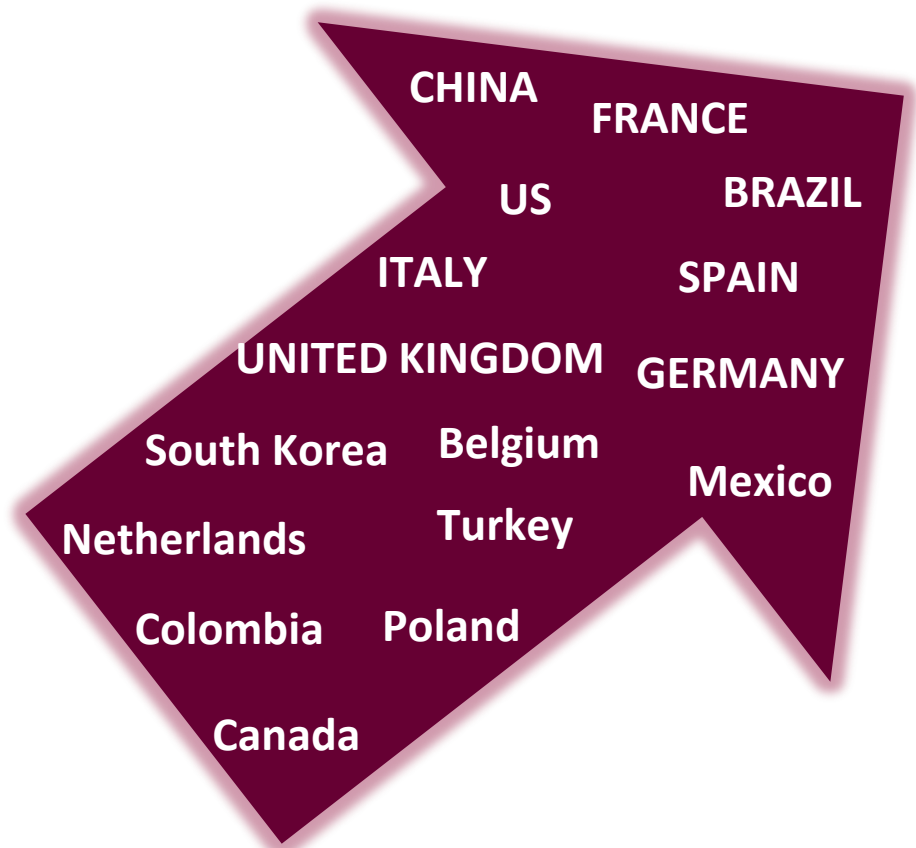 CHINA
FRANCE
US
BRAZIL
ITALY
SPAIN
UNITED KINGDOM
GERMANY
South Korea
Belgium
Mexico
Netherlands
Turkey
Colombia
Poland
Canada